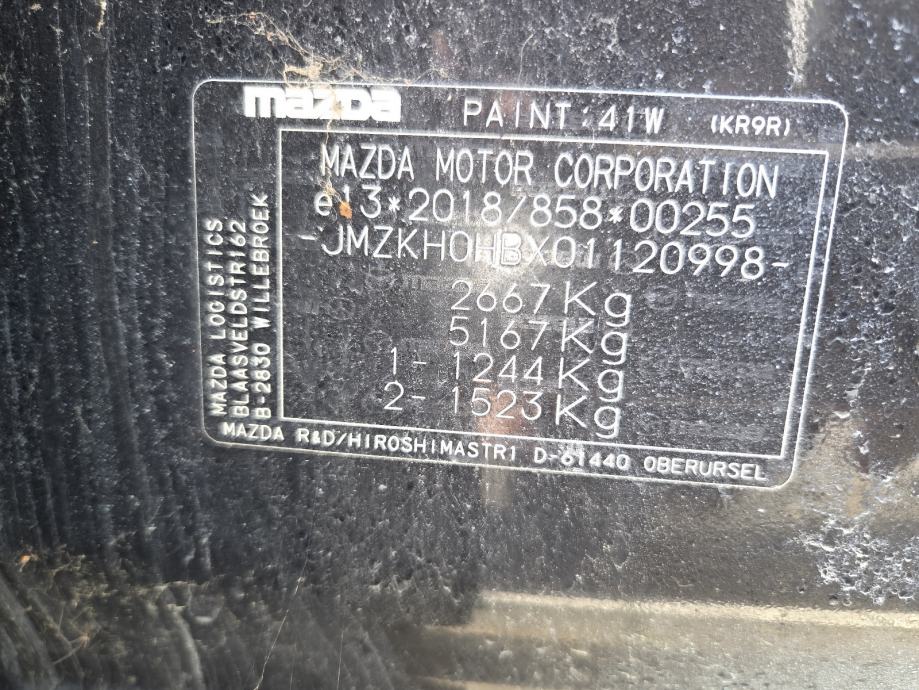 mazda PAINT:41W (KR9R)
MAZDA MOTOR CORPORATION
e13*2018/858*00255
-JMZKH0HBX01120998-
2667Kg
5167Kg
1- 1244Kg
2- 1523Kg
MAZDA LOGISTICS
BLAASVELDSTR162
B-2830 WILLEBROEK
MAZDA R&D/HIROSHIMASTR1 D-61440 OBERURSEL